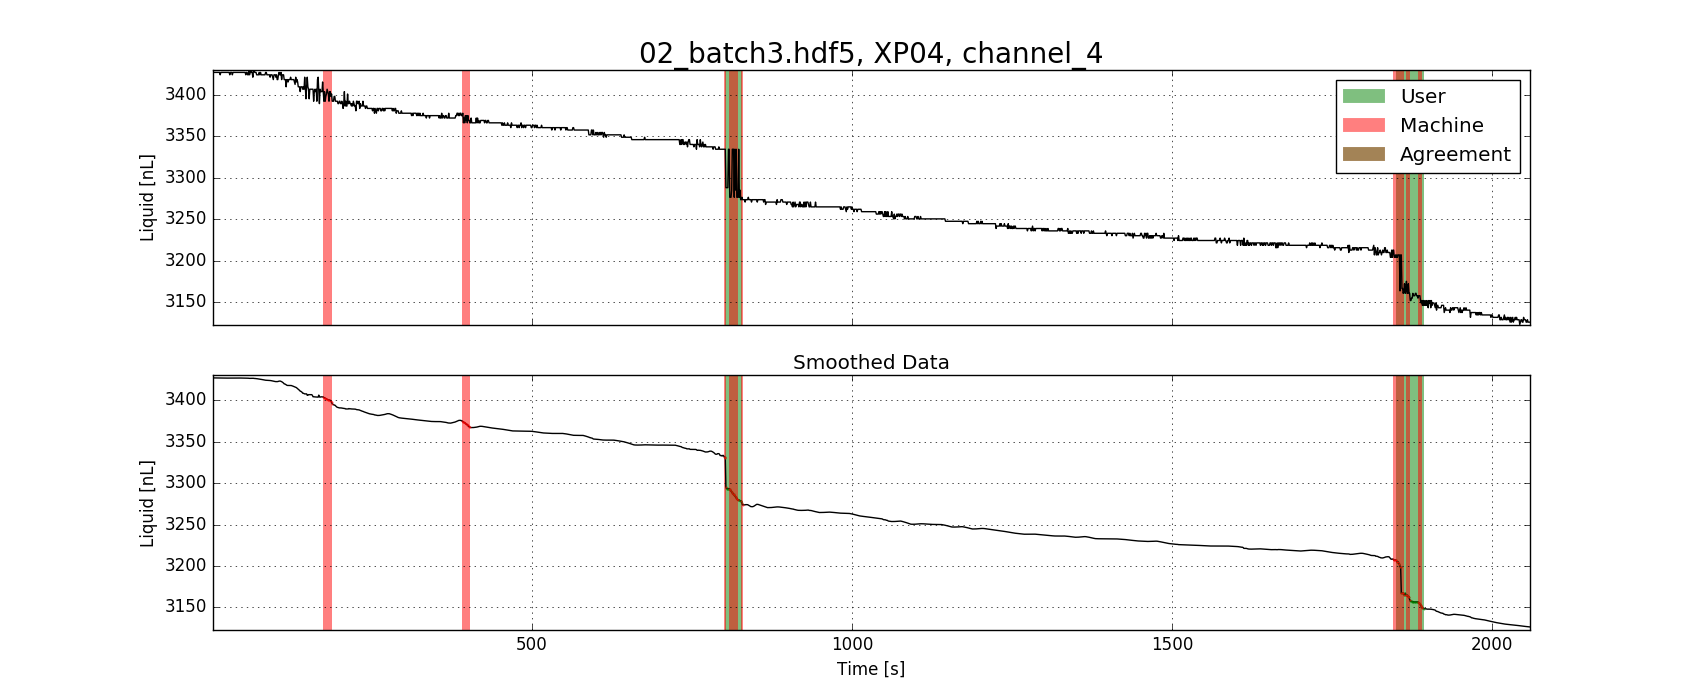 02_batch3.hdf5, XP04, channel_4
Liquid [nL]
3400
3350
3300
3250
3200
3150
User
Machine
Agreement
Smoothed Data
Liquid [nL]
3400
3350
3300
3250
3200
3150
500
1000
1500
2000
Time [s]